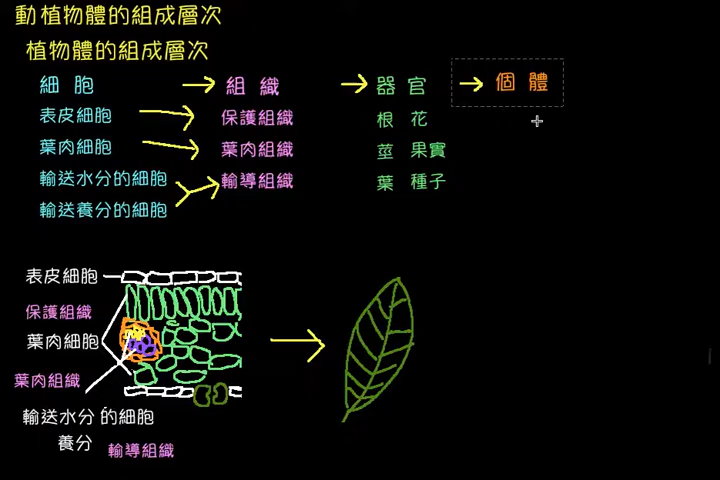 動植物體的組成層次
植物體的組成層次
細胞 組織 器官 個體
表皮細胞 保護組織 根 花
葉肉細胞 葉肉組織 莖 果實
輸送水分的細胞 輸導組織 葉 種子
輸送養分的細胞
表皮細胞
保護組織
葉肉細胞
葉肉組織
輸送水分的細胞
養分 輸導組織